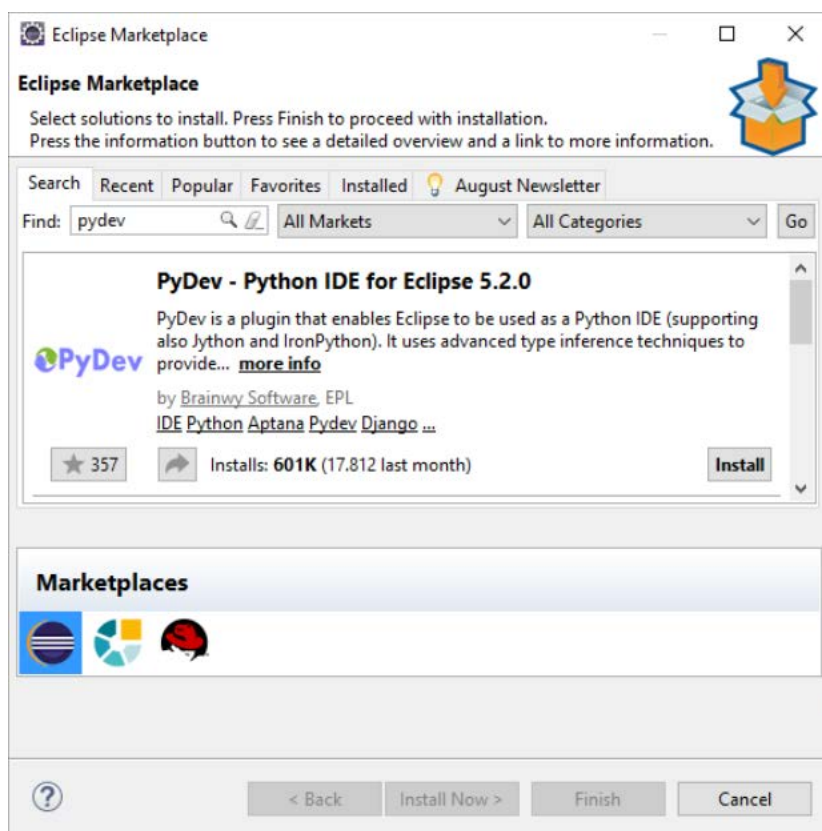 Eclipse Marketplace
Eclipse Marketplace
Select solutions to install. Press Finish to proceed with installation.
Press the information button to see a detailed overview and a link to more information.
Search Recent Popular Favorites Installed August Newsletter
Find: pydev All Markets All Categories Go
PyDev - Python IDE for Eclipse 5.2.0
PyDev is a plugin that enables Eclipse to be used as a Python IDE (supporting
also Jython and IronPython). It uses advanced type inference techniques to
PyDev provide... more info
by Brainwy Software, EPL
IDE Python Aptana Pydev Django ...
357 Installs: 601K (17.812 last month) Install
Marketplaces
? < Back Install Now > Finish Cancel